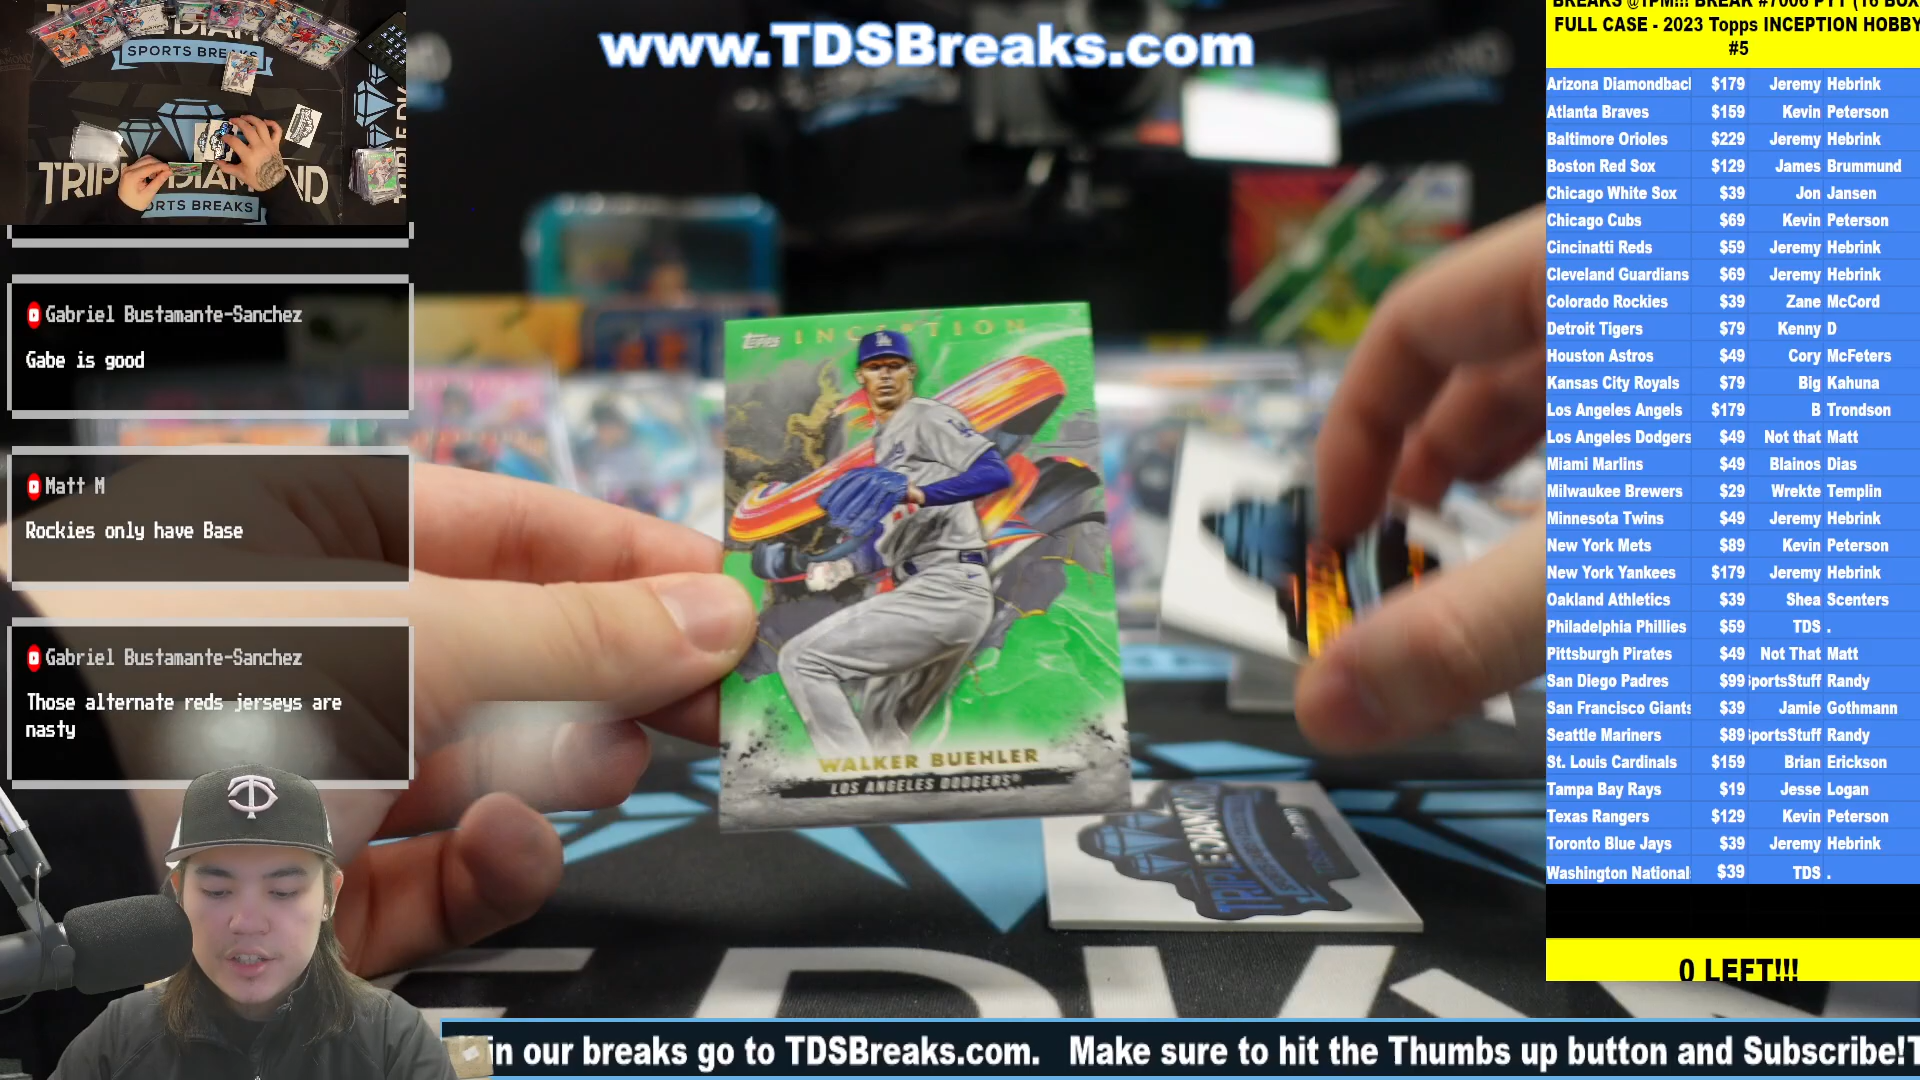 www.TDSBreaks.com
SPORTS BREAKS
Gabriel Bustamante-Sanchez
Gabe is good
Matt M
Rockies only have Base
Gabriel Bustamante-Sanchez
Those alternate reds jerseys are
nasty
Topps INCEPTION
WALKER BUEHLER
LOS ANGELES DODGERS
BREAKS @1PM!!! BREAK #7006 PYT (16 BOX
FULL CASE - 2023 Topps INCEPTION HOBBY
#5
Arizona Diamondbacl $179 Jeremy Hebrink
Atlanta Braves $159 Kevin Peterson
Baltimore Orioles $229 Jeremy Hebrink
Boston Red Sox $129 James Brummund
Chicago White Sox $39 Jon Jansen
Chicago Cubs $69 Kevin Peterson
Cincinatti Reds $59 Jeremy Hebrink
Cleveland Guardians $69 Jeremy Hebrink
Colorado Rockies $39 Zane McCord
Detroit Tigers $79 Kenny D
Houston Astros $49 Cory McFeters
Kansas City Royals $79 Big Kahuna
Los Angeles Angels $179 B Trondson
Los Angeles Dodgers $49 Not that Matt
Miami Marlins $49 Blainos Dias
Milwaukee Brewers $29 Wrekte Templin
Minnesota Twins $49 Jeremy Hebrink
New York Mets $89 Kevin Peterson
New York Yankees $179 Jeremy Hebrink
Oakland Athletics $39 Shea Scenters
Philadelphia Phillies $59 TDS .
Pittsburgh Pirates $49 Not That Matt
San Diego Padres $99 portsStuff Randy
San Francisco Giants $39 Jamie Gothmann
Seattle Mariners $89 portsStuff Randy
St. Louis Cardinals $159 Brian Erickson
Tampa Bay Rays $19 Jesse Logan
Texas Rangers $129 Kevin Peterson
Toronto Blue Jays $39 Jeremy Hebrink
Washington National $39 TDS .
0 LEFT!!!
in our breaks go to TDSBreaks.com. Make sure to hit the Thumbs up button and Subscribe!T